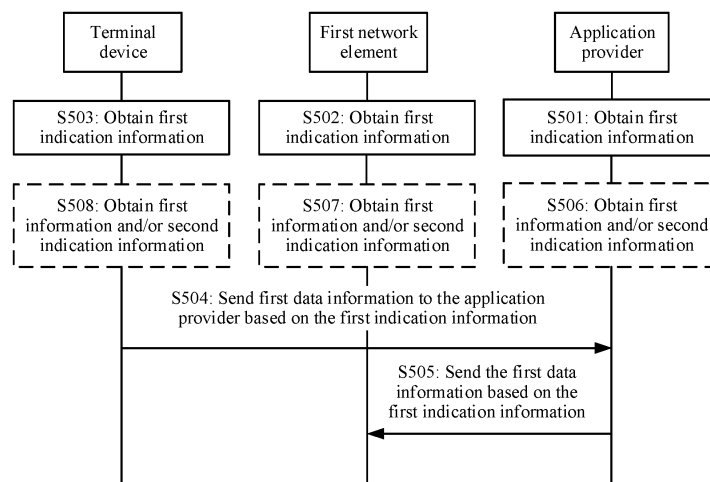 Terminal
device
First network
element
Application
provider
S503: Obtain first
indication information
S502: Obtain first
indication information
S501: Obtain first
indication information
S508: Obtain first
information and/or second
indication information
S507: Obtain first
information and/or second
indication information
S506: Obtain first
information and/or second
indication information
S504: Send first data information to the application
provider based on the first indication information
S505: Send the first data
information based on the
first indication information